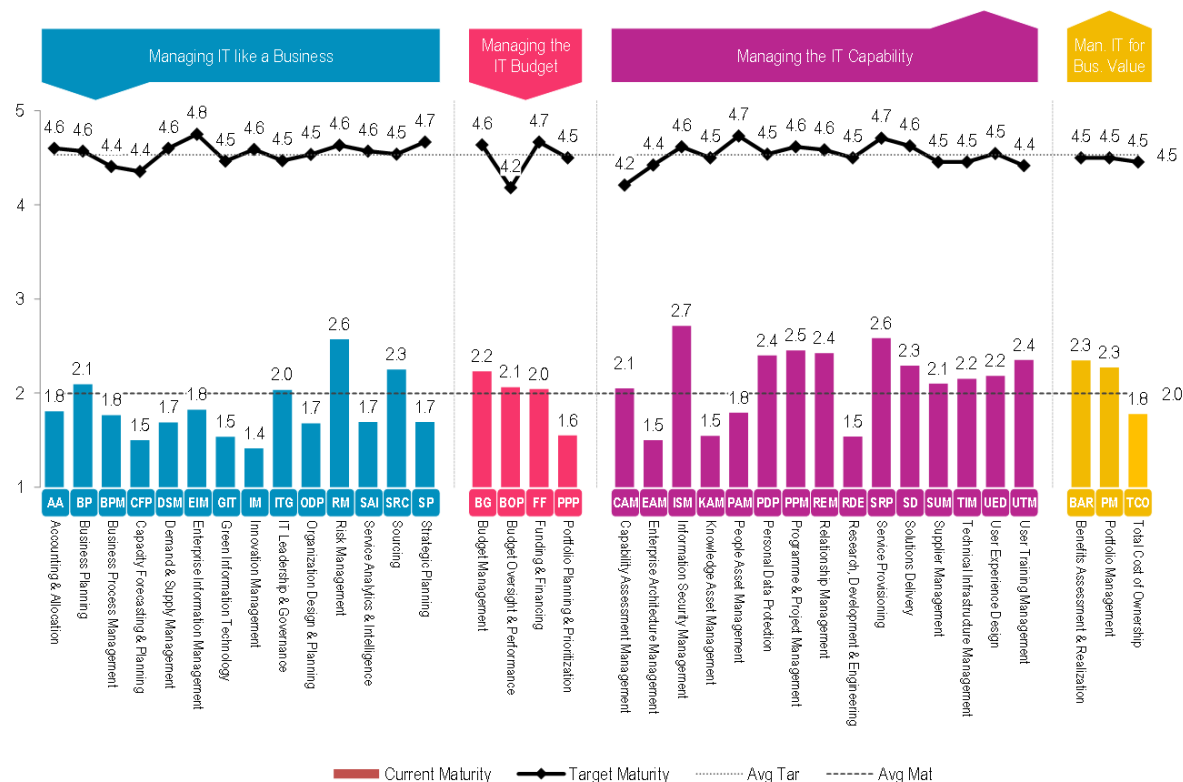 Managing IT like a Business
Managing the
IT Budget
Managing the IT Capability
Man. IT for
Bus. Value
5
4
3
2
1
4.6
4.6
4.4
4.4
4.6
4.8
4.5
4.6
4.5
4.5
4.6
4.5
4.5
4.7
4.6
4.2
4.7
4.5
4.2
4.4
4.6
4.5
4.7
4.5
4.6
4.6
4.5
4.7
4.6
4.5
4.5
4.5
4.4
4.5
4.5
4.5
4.5
1.8
2.1
1.8
1.5
1.7
1.8
1.5
1.4
2.0
1.7
2.6
1.7
2.3
1.7
2.2
2.1
2.0
1.6
2.1
1.5
2.7
1.5
1.8
2.4
2.5
2.4
1.5
2.6
2.3
2.1
2.2
2.2
2.4
2.3
2.3
1.8
2.0
AA
BP
BPM
CFP
DSM
EIM
GIT
IM
ITG
ODP
RM
SAI
SRC
SP
BG
BOP
FF
PPP
CAM
EAM
ISM
KAM
PAM
PDP
PPM
REM
RDE
SRP
SD
SUM
TIM
UED
UTM
BAR
PM
TCO
Accounting & Allocation
Business Planning
Business Process Management
Capacity Forecasting & Planning
Demand & Supply Management
Enterprise Information Management
Green Information Technology
Innovation Management
IT Leadership & Governance
Organization Design & Planning
Risk Management
Service Analytics & Intelligence
Sourcing
Strategic Planning
Budget Management
Budget Oversight & Performance
Funding & Financing
Portfolio Planning & Prioritization
Capability Assessment Management
Enterprise Architecture Management
Information Security Management
Knowledge Asset Management
People Asset Management
Personal Data Protection
Programme & Project Management
Relationship Management
Research, Development & Engineering
Service Provisioning
Solutions Delivery
Supplier Management
Technical Infrastructure Management
User Experience Design
User Training Management
Benefits Assessment & Realization
Portfolio Management
Total Cost of Ownership
Current Maturity
Target Maturity
Avg Tar
Avg Mat